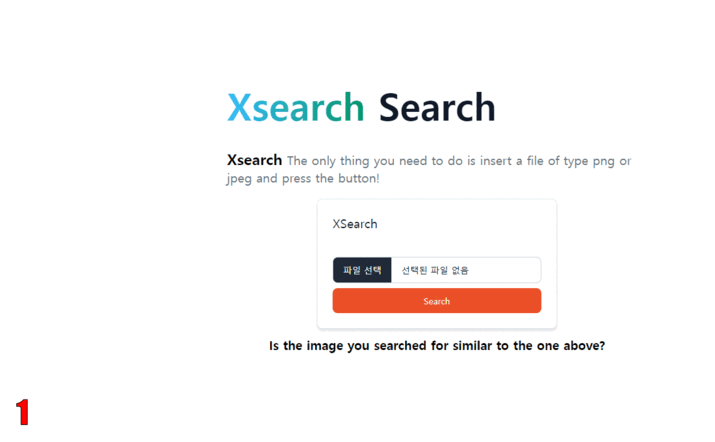 Xsearch Search
Xsearch The only thing you need to do is insert a file of type png or
jpeg and press the button!
XSearch
파일 선택 선택된 파일 없음
Search
Is the image you searched for similar to the one above?
1